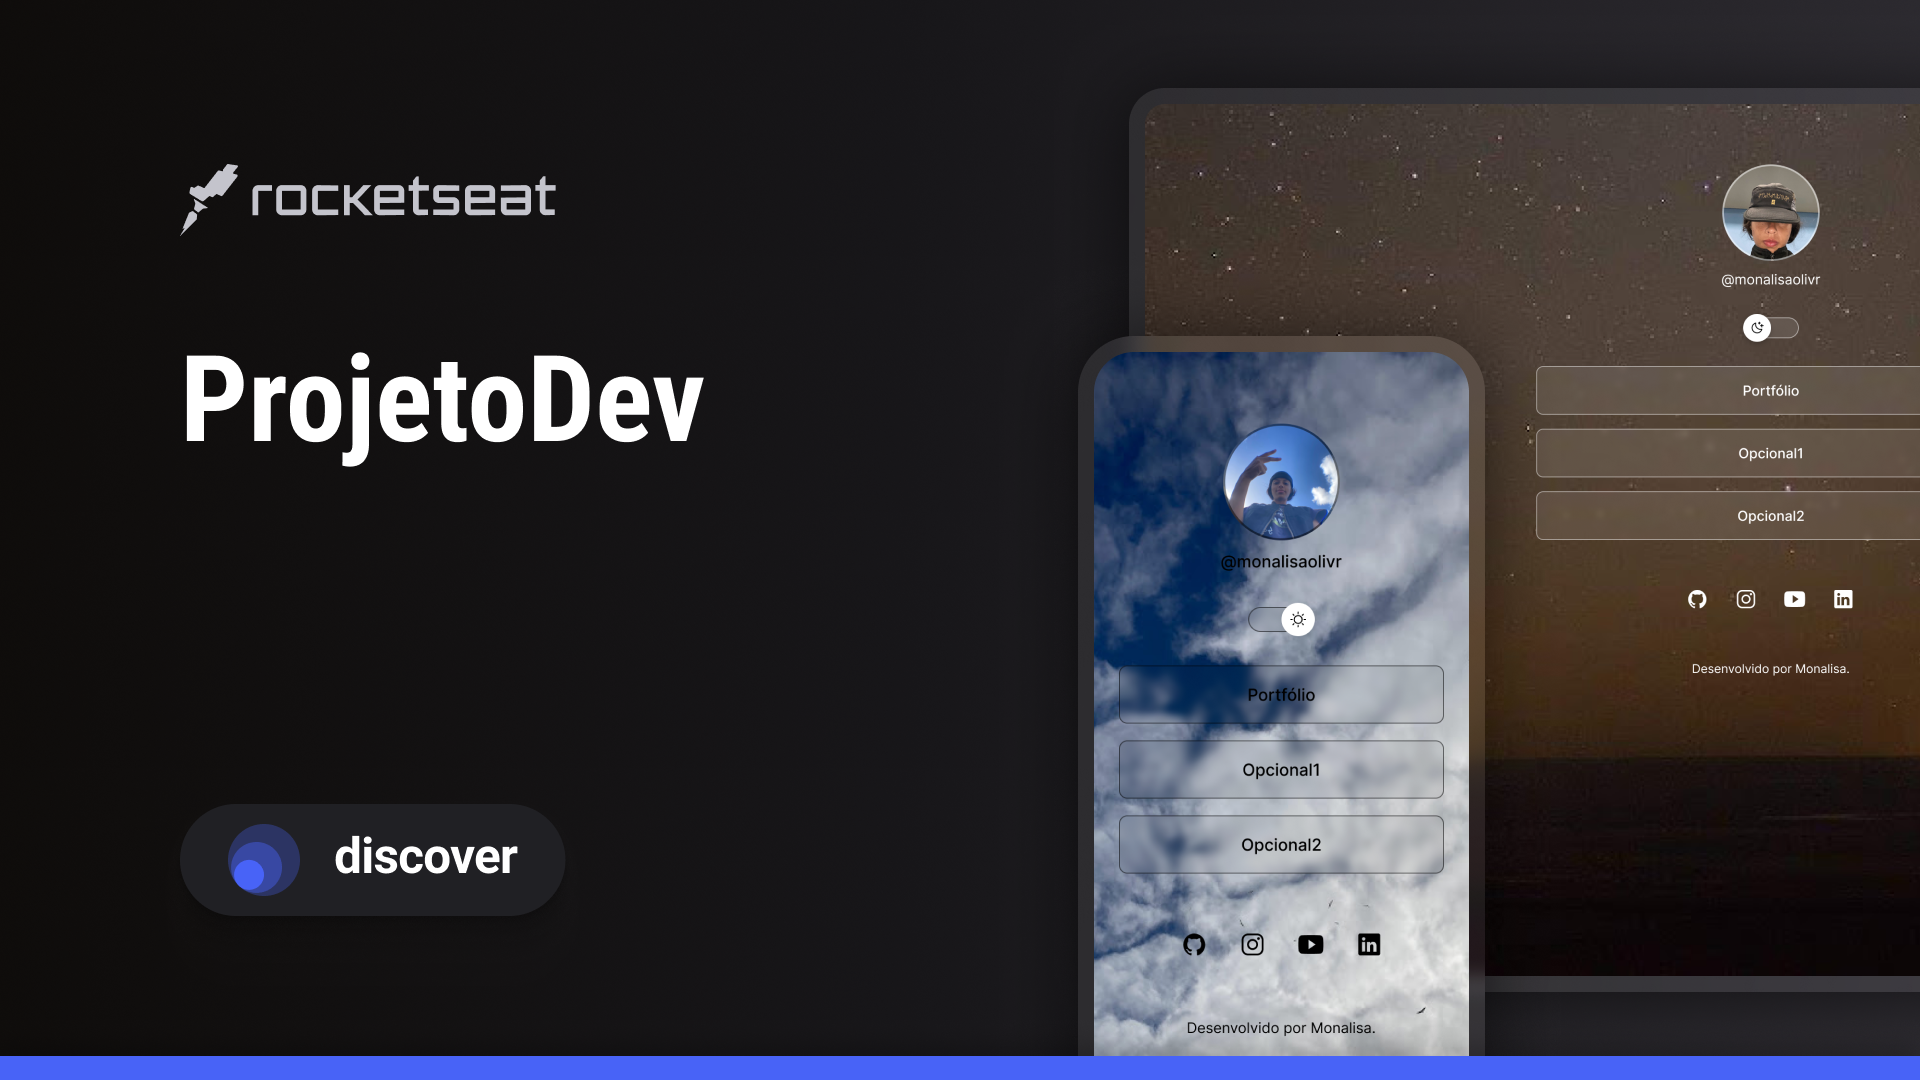 rocketseat
ProjetoDev
discover
@monalisaolivr
Portfólio
Opcional1
Opcional2
Desenvolvido por Monalisa.
@monalisaolivr
Portfólio
Opcional1
Opcional2
Desenvolvido por Monalisa.